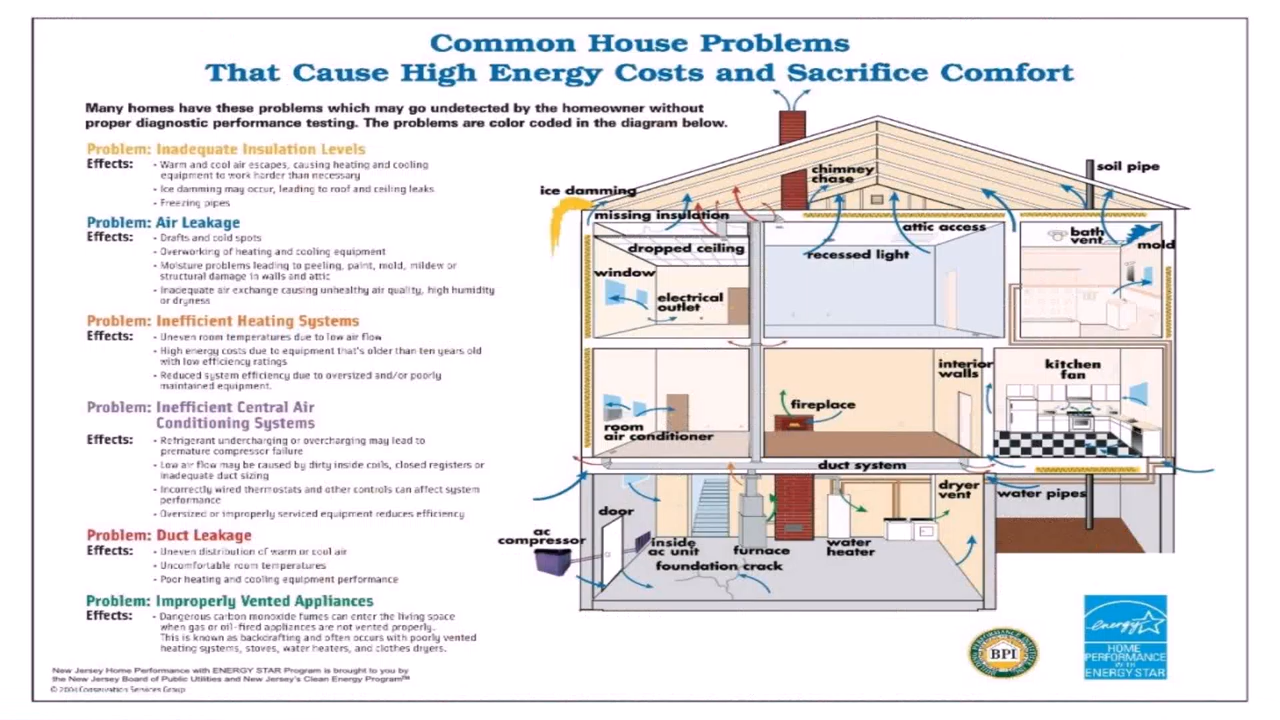 Common House Problems
That Cause High Energy Costs and Sacrifice Comfort
Many homes have these problems which may go undetected by the homeowner without
proper diagnostic performance testing. The problems are color coded in the diagram below.
Problem: Inadequate Insulation Levels
Effects: - Warm and cool air escapes, causing heating and cooling
equipment to work harder than necessary
- Ice damming may occur, leading to roof and ceiling leaks
- Freezing pipes
Problem: Air Leakage
Effects: - Drafts and cold spots
- Overworking of heating and cooling equipment
- Moisture problems leading to peeling, paint, mold, mildew or
structural damage in walls and attic
- Inadequate air exchange causing unhealthy air quality, high humidity
or dryness
Problem: Inefficient Heating Systems
Effects: - Uneven room temperatures due to low air flow
- High energy costs due to equipment that's older than ten years old
with low efficiency ratings
- Reduced system efficiency due to oversized and/or poorly
maintained equipment.
Problem: Inefficient Central Air
Conditioning Systems
Effects: - Refrigerant undercharging or overcharging may lead to
premature compressor failure
- Low air flow may be caused by dirty inside coils, closed registers or
inadequate duct sizing
- Incorrectly wired thermostats and other controls can affect system
performance
- Oversized or improperly serviced equipment reduces efficiency
Problem: Duct Leakage
Effects: - Uneven distribution of warm or cool air
- Uncomfortable room temperatures
- Poor heating and cooling equipment performance
Problem: Improperly Vented Appliances
Effects: - Dangerous carbon monoxide fumes can enter the living space
when gas or oil-fired appliances are not vented properly.
This is known as backdrafting and often occurs with poorly vented
heating systems, stoves, water heaters, and clothes dryers.
New Jersey Home Performance with ENERGY STAR Program is brought to you by
the New Jersey Board of Public Utilities and New Jersey's Clean Energy Program™
© 2004 Conservation Services Group
chimney
chase
soil pipe
ice damming
missing insulation
attic access
bath
vent
mold
dropped ceiling
recessed light
window
electrical
outlet
interior
walls
kitchen
fan
fireplace
room
air conditioner
duct system
dryer
vent
water pipes
door
ac
compressor
inside
ac unit
furnace
water
heater
foundation crack
BPI
energy
HOME
PERFORMANCE
WITH
ENERGY STAR